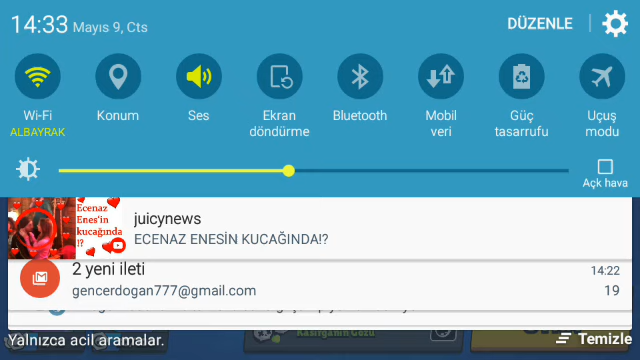 14:33 Mayıs 9, Cts
DÜZENLE
Wi-Fi
ALBAYRAK
Konum
Ses
Ekran
döndürme
Bluetooth
Mobil
veri
Güç
tasarrufu
Uçuş
modu
Açk hava
Ecenaz
Enes'in
kucağında
!?
juicynews
ECENAZ ENESİN KUCAĞINDA!?
2 yeni ileti
14:22
gencerdogan777@gmail.com
19
Yalnızca acil aramalar.
Temizle